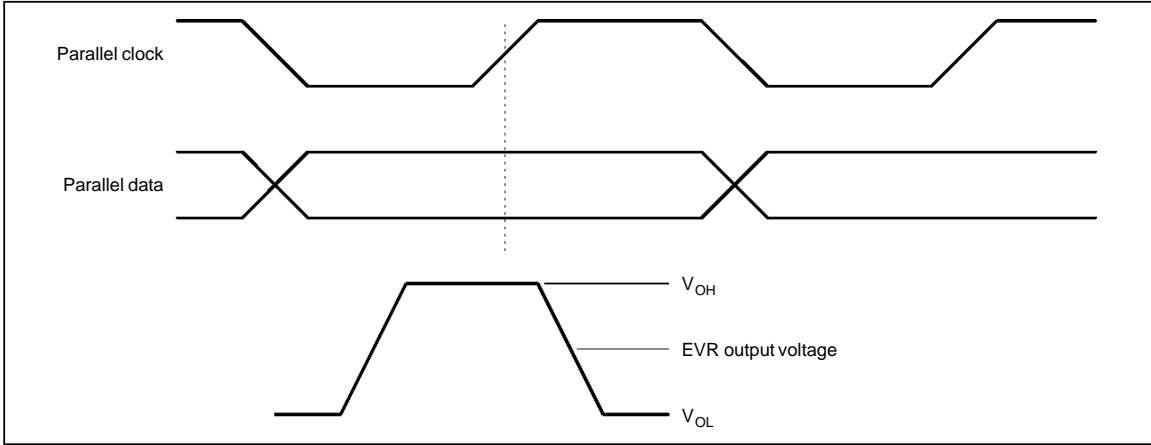 Parallel clock
Parallel data
VOH
EVR output voltage
VOL